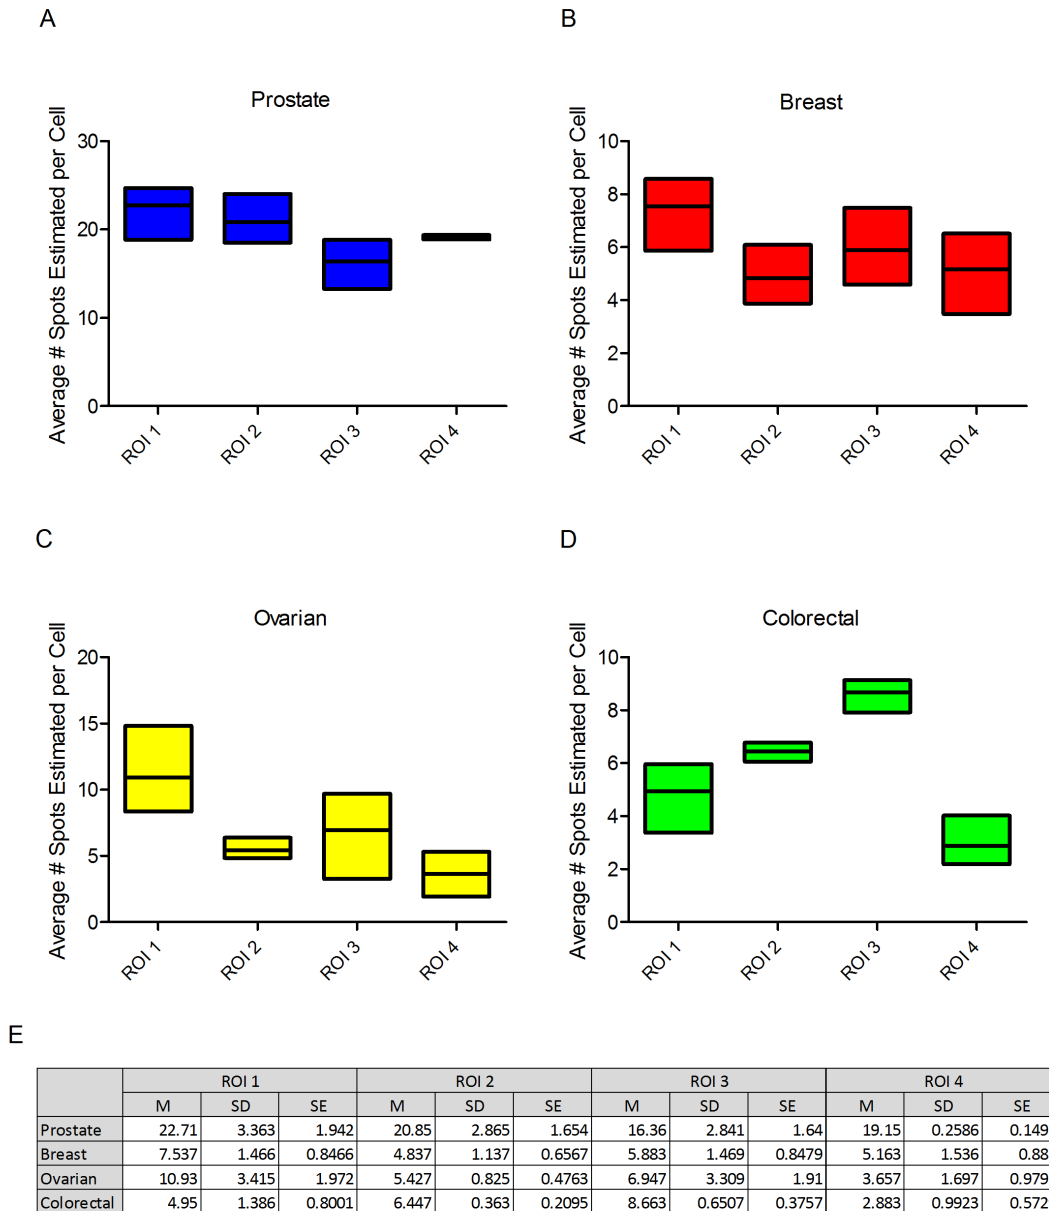 A
B
Prostate
Breast
Average # Spots Estimated per Cell
30
20
10
0
ROI 1
ROI 2
ROI 3
ROI 4
Average # Spots Estimated per Cell
10
8
6
4
2
0
ROI 1
ROI 2
ROI 3
ROI 4
C
D
Ovarian
Colorectal
Average # Spots Estimated per Cell
20
15
10
5
0
ROI 1
ROI 2
ROI 3
ROI 4
Average # Spots Estimated per Cell
10
8
6
4
2
0
ROI 1
ROI 2
ROI 3
ROI 4
E
ROI 1 ROI 2 ROI 3 ROI 4
M SD SE M SD SE M SD SE M SD SE
Prostate 22.71 3.363 1.942 20.85 2.865 1.654 16.36 2.841 1.64 19.15 0.2586 0.149
Breast 7.537 1.466 0.8466 4.837 1.137 0.6567 5.883 1.469 0.8479 5.163 1.536 0.88
Ovarian 10.93 3.415 1.972 5.427 0.825 0.4763 6.947 3.309 1.91 3.657 1.697 0.979
Colorectal 4.95 1.386 0.8001 6.447 0.363 0.2095 8.663 0.6507 0.3757 2.883 0.9923 0.572